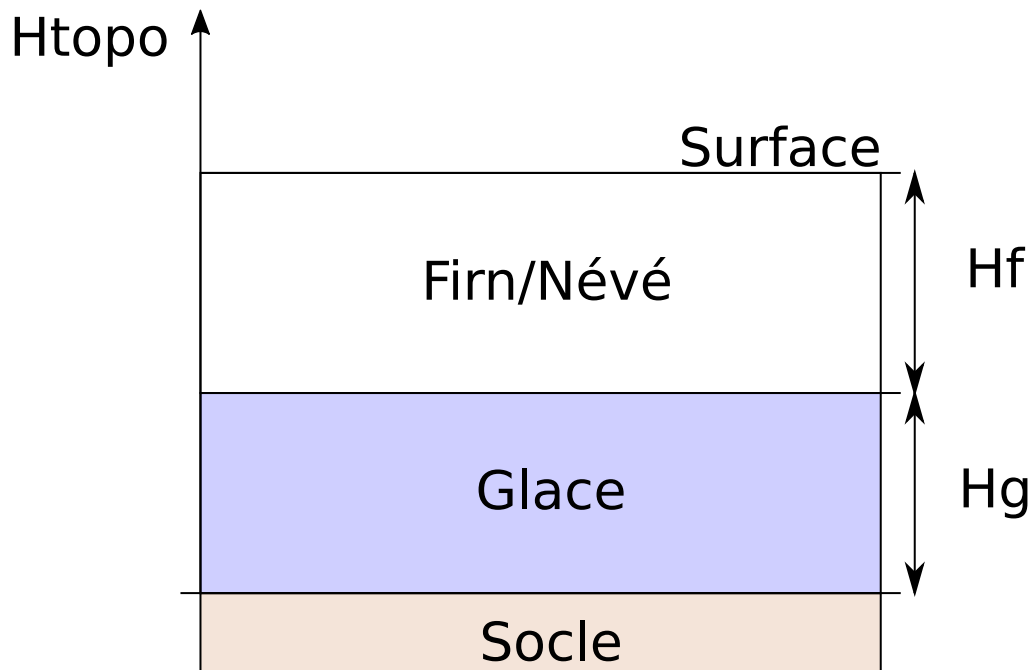 Htopo
Surface
Firn/Névé
Hf
Glace
Hg
Socle